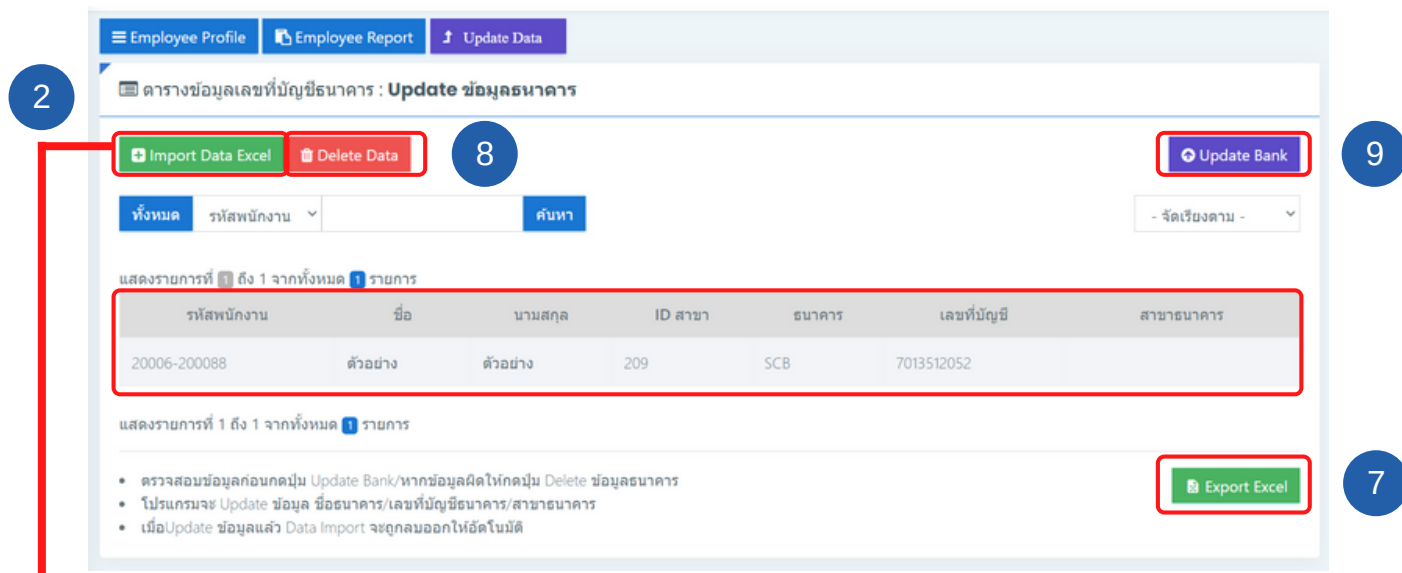 Employee Profile Employee Report Update Data
2
ตารางข้อมูลเลขที่บัญชีธนาคาร : Update ข้อมูลธนาคาร
Import Data Excel Delete Data 8 Update Bank 9
ทั้งหมด รหัสพนักงาน ค้นหา - จัดเรียงตาม -
แสดงรายการที่ 1 ถึง 1 จากทั้งหมด 1 รายการ
รหัสพนักงาน ชื่อ นามสกุล ID สาขา ธนาคาร เลขที่บัญชี สาขาธนาคาร
20006-200088 ตัวอย่าง ตัวอย่าง 209 SCB 7013512052
แสดงรายการที่ 1 ถึง 1 จากทั้งหมด 1 รายการ
• ตรวจสอบข้อมูลก่อนกดปุ่ม Update Bank/หากข้อมูลผิดให้กดปุ่ม Delete ข้อมูลธนาคาร
• โปรแกรมจะ Update ข้อมูล ชื่อธนาคาร/เลขที่บัญชีธนาคาร/สาขาธนาคาร
• เมื่อUpdate ข้อมูลแล้ว Data Import จะถูกลบออกให้อัตโนมัติ
Export Excel 7